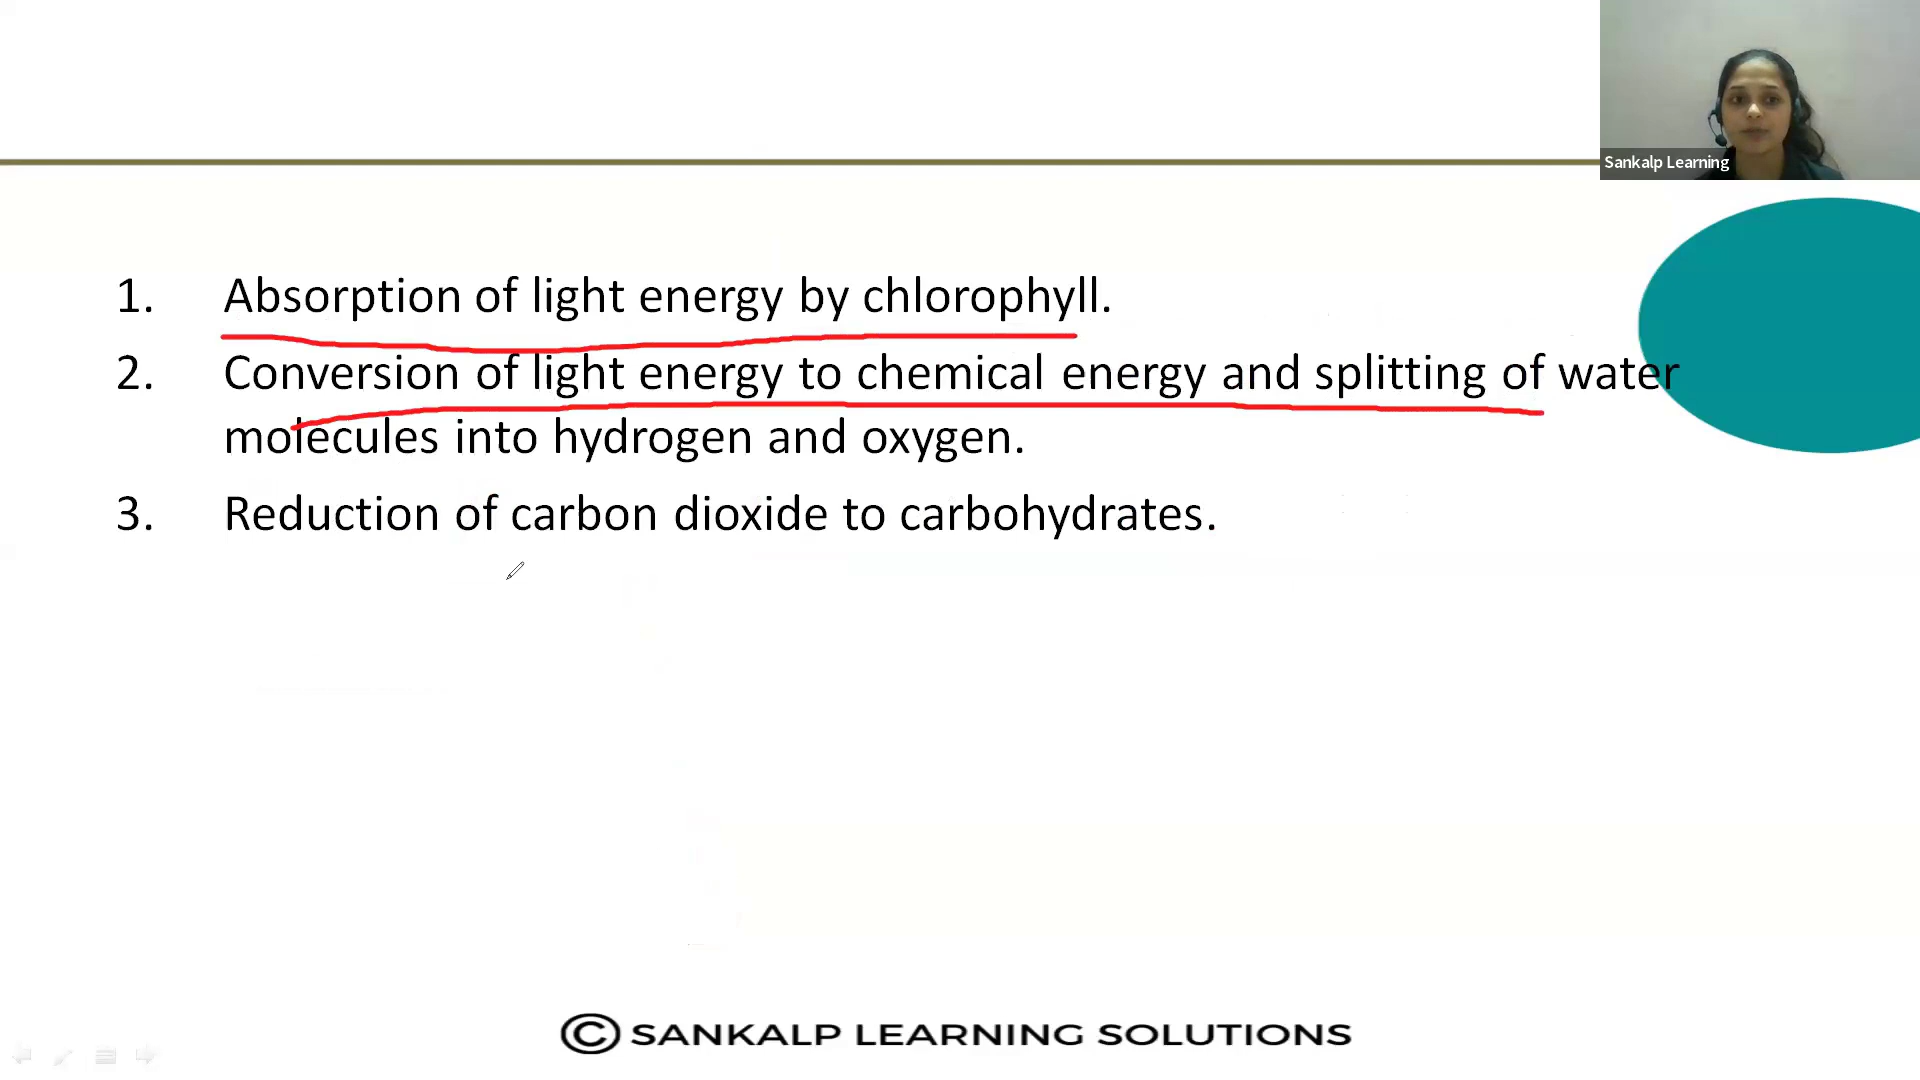 Sankalp Learning
1. Absorption of light energy by chlorophyll.
2. Conversion of light energy to chemical energy and splitting of water
molecules into hydrogen and oxygen.
3. Reduction of carbon dioxide to carbohydrates.
© SANKALP LEARNING SOLUTIONS